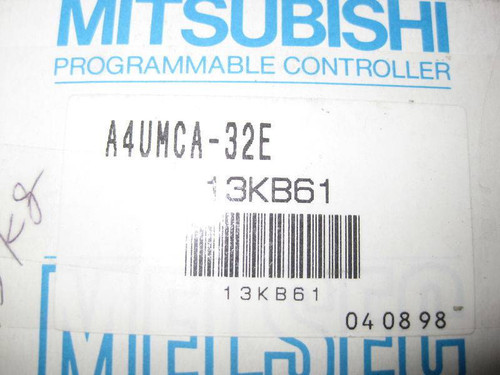 MITSUBISHI
PROGRAMMABLE CONTROLLER
A4UMCA-32E
13KB61
13KB61
040898